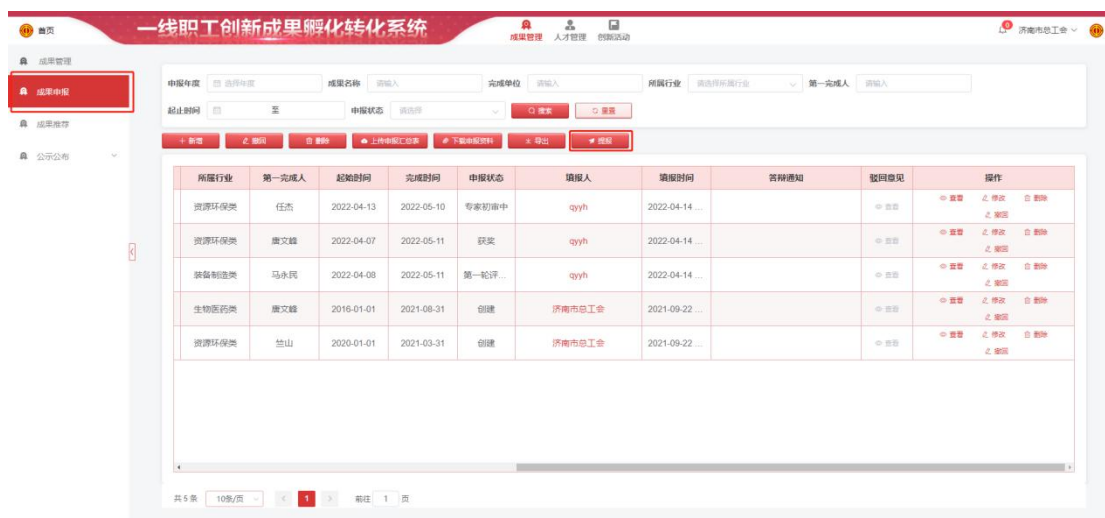 首页
一线职工创新成果孵化转化系统
成果管理 人才管理 创新活动
济南市总工会
成果管理
成果申报
成果推荐
公示公布
申报年度 选择年度 成果名称 请输入 完成单位 请输入 所属行业 请选择所属行业 第一完成人 请输入
起止时间 至 申报状态 请选择 搜索 重置
新增 撤回 删除 上传申报汇总表 下载申报资料 导出 提报
所属行业 第一完成人 起始时间 完成时间 申报状态 填报人 填报时间 答辩通知 驳回意见 操作
资源环保类 任杰 2022-04-13 2022-05-10 专家初审中 qyyh 2022-04-14 ... 查看 查看 修改 删除
撤回
资源环保类 唐文峰 2022-04-07 2022-05-11 获奖 qyyh 2022-04-14 ... 查看 查看 修改 删除
撤回
装备制造类 马永民 2022-04-08 2022-05-11 第一轮评... qyyh 2022-04-14 ... 查看 查看 修改 删除
撤回
生物医药类 唐文峰 2016-01-01 2021-08-31 创建 济南市总工会 2021-09-22 ... 查看 查看 修改 删除
撤回
资源环保类 竺山 2020-01-01 2021-03-31 创建 济南市总工会 2021-09-22 ... 查看 查看 修改 删除
撤回
共 5 条 10条/页 1 前往 1 页